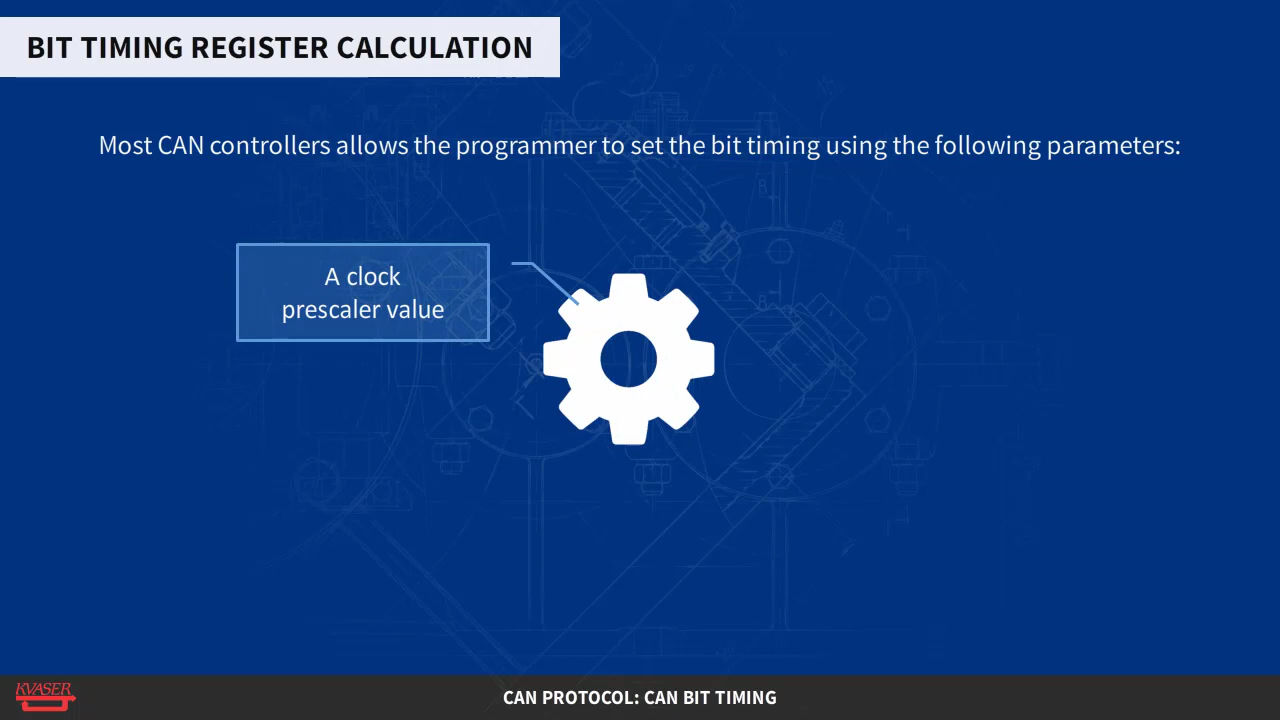 BIT TIMING REGISTER CALCULATION
Most CAN controllers allows the programmer to set the bit timing using the following parameters:
A clock
prescaler value
KVASER
CAN PROTOCOL: CAN BIT TIMING